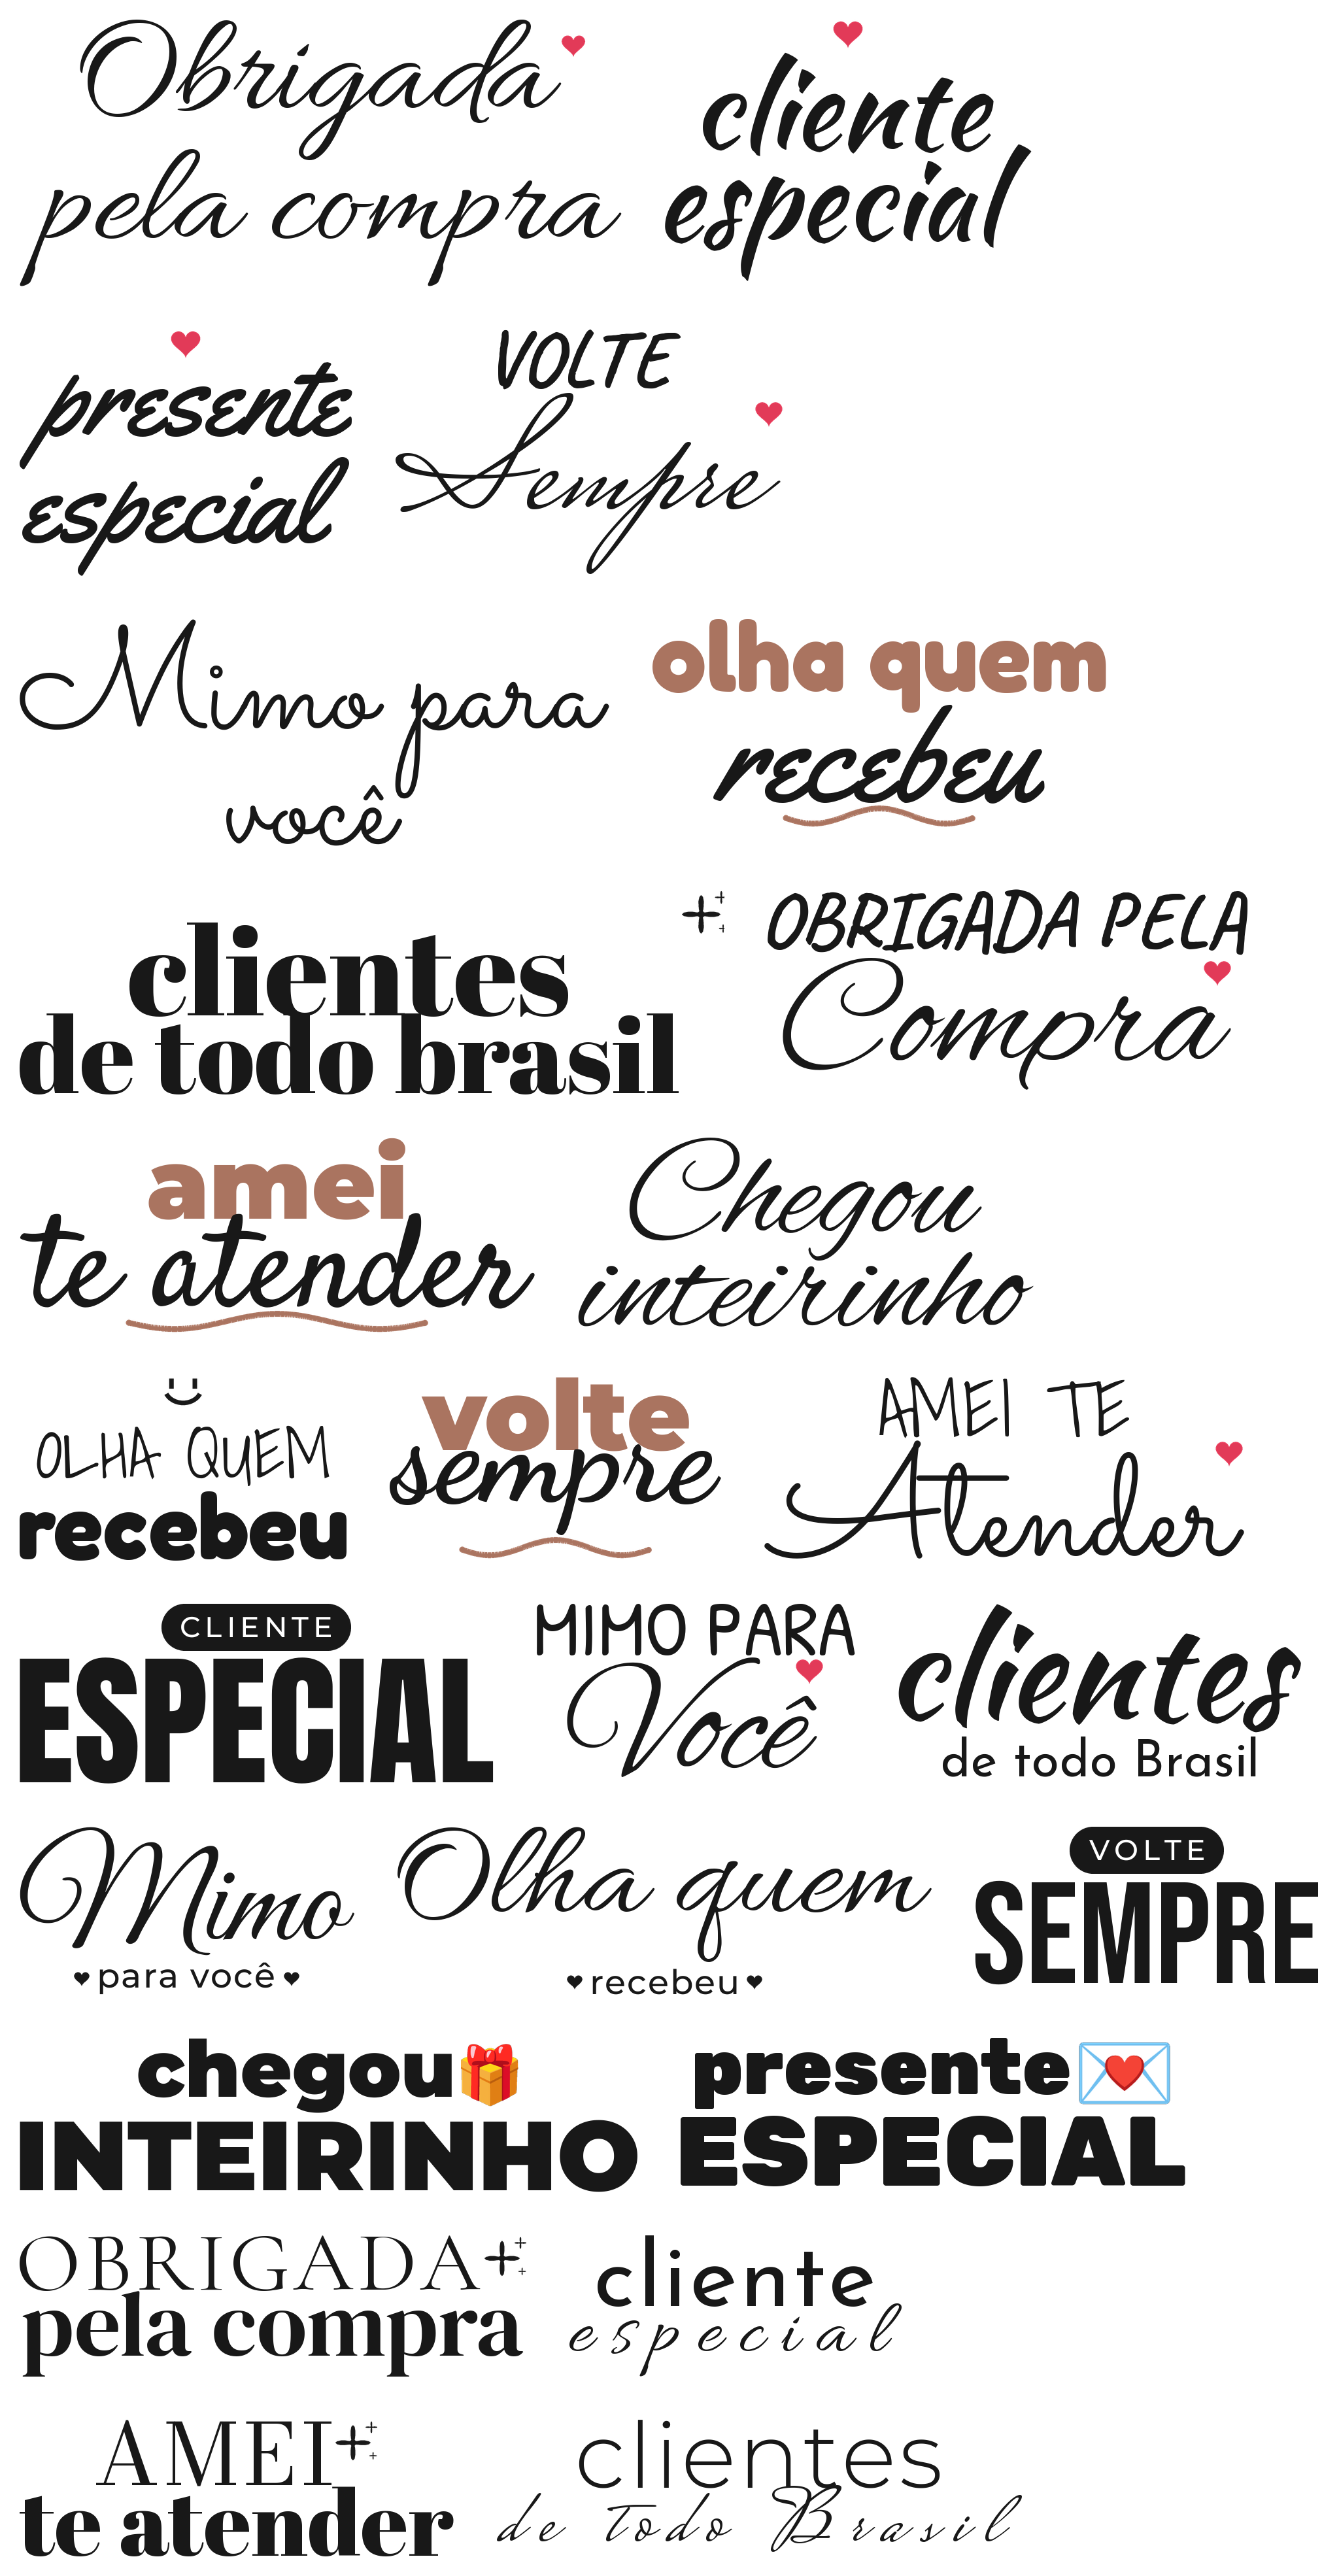 Obrigada
pela compra
cliente
especial
presente
especial
VOLTE
Sempre
Mimo para
você
olha quem
recebeu
clientes
de todo brasil
OBRIGADA PELA
Compra
amei
te atender
Chegou
inteirinho
OLHA QUEM
recebeu
volte
sempre
AMEI TE
Atender
CLIENTE
ESPECIAL
MIMO PARA
Você
clientes
de todo Brasil
Mimo
para você
Olha quem
recebeu
VOLTE
SEMPRE
chegou
INTEIRINHO
presente
ESPECIAL
OBRIGADA
pela compra
cliente
especial
AMEI
te atender
clientes
de todo Brasil